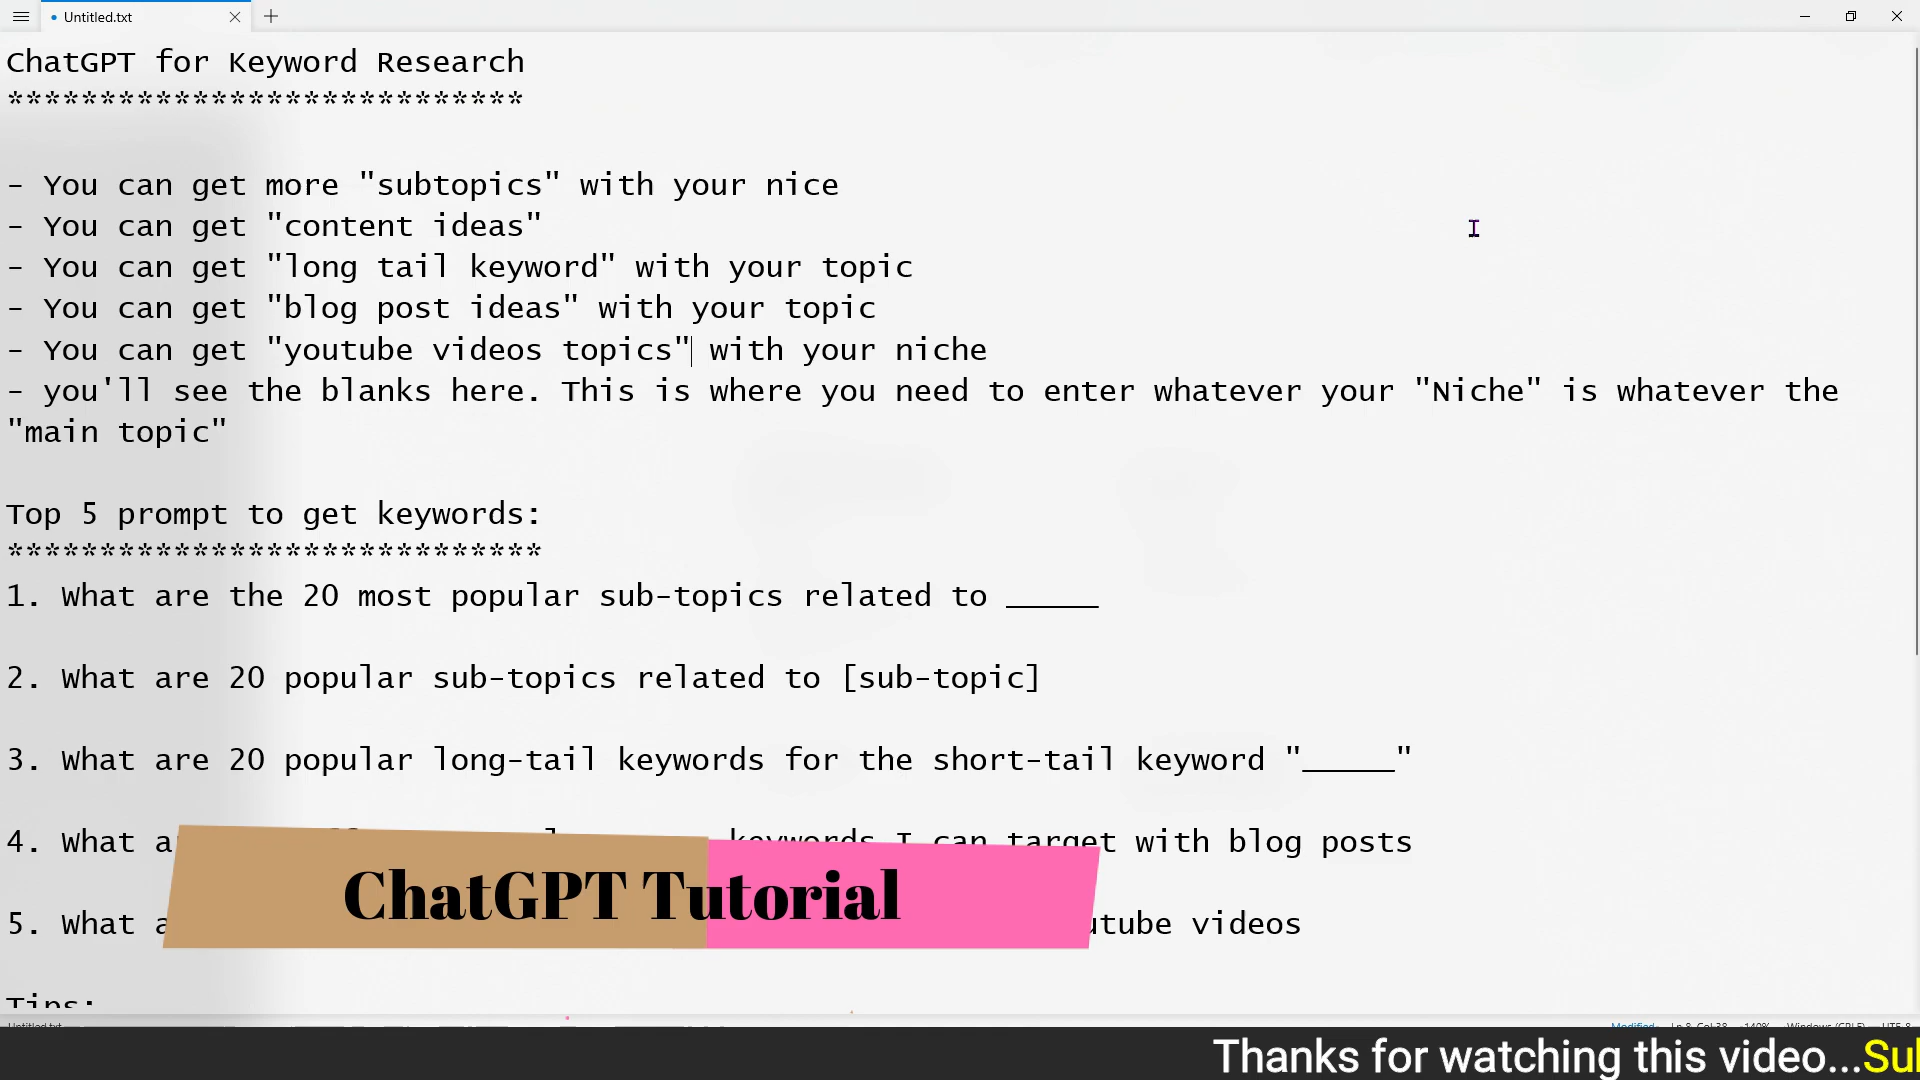 Untitled.txt
ChatGPT for Keyword Research
****************************
- You can get more "subtopics" with your nice
- You can get "content ideas"
- You can get "long tail keyword" with your topic
- You can get "blog post ideas" with your topic
- You can get "youtube videos topics" with your niche
- you'll see the blanks here. This is where you need to enter whatever your "Niche" is whatever the
"main topic"
Top 5 prompt to get keywords:
*****************************
1. What are the 20 most popular sub-topics related to _____
2. What are 20 popular sub-topics related to [sub-topic]
3. What are 20 popular long-tail keywords for the short-tail keyword "_____"
4. What keywords I can target with blog posts
5. What videos
ChatGPT Tutorial
Tips:
Thanks for watching this video...Su